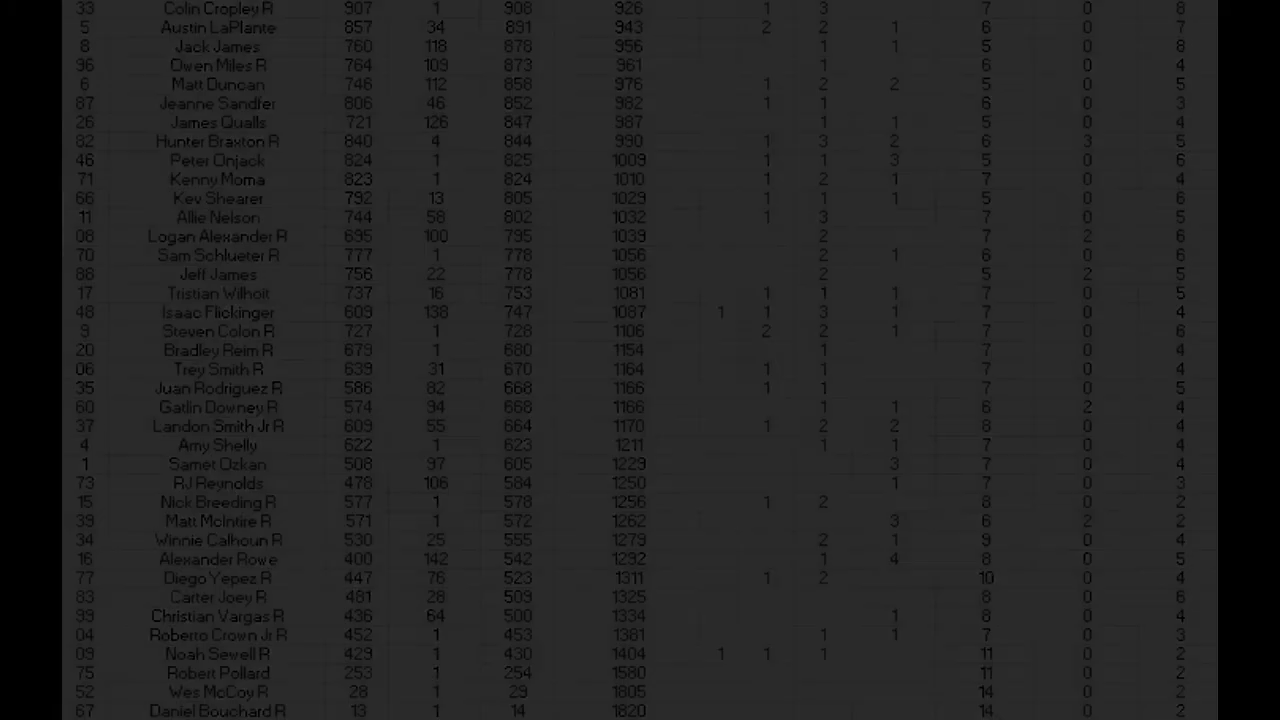 33 Colin Cropley R 907 1 908 926 1 3 7 0 8
5 Austin LaPlante 857 34 891 943 2 2 1 6 0 7
8 Jack James 760 118 878 956 1 1 5 0 8
96 Owen Miles R 764 109 873 961 1 6 0 4
6 Matt Duncan 746 112 858 976 1 2 2 5 0 5
87 Jeanne Sandfer 806 46 852 982 1 1 6 0 3
26 James Qualls 721 126 847 987 1 1 5 0 4
82 Hunter Braxton R 840 4 844 990 1 3 2 6 3 5
46 Peter Onjack 824 1 825 1009 1 1 3 5 0 6
71 Kenny Moma 823 1 824 1010 1 2 1 7 0 4
66 Kev Shearer 792 13 805 1029 1 1 1 5 0 6
11 Allie Nelson 744 58 802 1032 1 3 7 0 5
08 Logan Alexander R 695 100 795 1039 2 7 2 6
70 Sam Schlueter R 777 1 778 1056 2 1 6 0 6
88 Jeff James 756 22 778 1056 2 5 2 5
17 Tristian Wilhoit 737 16 753 1081 1 1 1 7 0 5
48 Isaac Flickinger 609 138 747 1087 1 1 3 1 7 0 4
9 Steven Colon R 727 1 728 1106 2 2 1 7 0 6
20 Bradley Reim R 679 1 680 1154 1 7 0 4
06 Trey Smith R 639 31 670 1164 1 1 7 0 4
35 Juan Rodriguez R 586 82 668 1166 1 1 7 0 5
60 Gatlin Downey R 574 94 668 1166 1 1 6 2 4
37 Landon Smith Jr R 609 55 664 1170 1 2 2 8 0 4
4 Amy Shelly 622 1 623 1211 1 1 7 0 4
1 Samet Ozkan 508 97 605 1229 3 7 0 4
73 RJ Reynolds 478 106 584 1250 1 7 0 3
15 Nick Breeding R 577 1 578 1256 1 2 8 0 2
39 Matt McIntire R 571 1 572 1262 3 6 2 2
34 Winnie Calhoun R 530 25 555 1279 2 1 9 0 4
16 Alexander Rowe 400 142 542 1292 1 4 8 0 5
77 Diego Yepez R 447 76 523 1311 1 2 10 0 4
83 Carter Joey R 481 28 509 1325 8 0 6
99 Christian Vargas R 436 64 500 1334 1 8 0 4
04 Roberto Crown Jr R 452 1 453 1381 1 1 7 0 3
09 Noah Sewell R 429 1 430 1404 1 1 1 11 0 2
75 Robert Pollard 253 1 254 1580 11 0 2
52 Wes McCoy R 28 1 29 1805 14 0 2
67 Daniel Bouchard R 13 1 14 1820 14 0 2